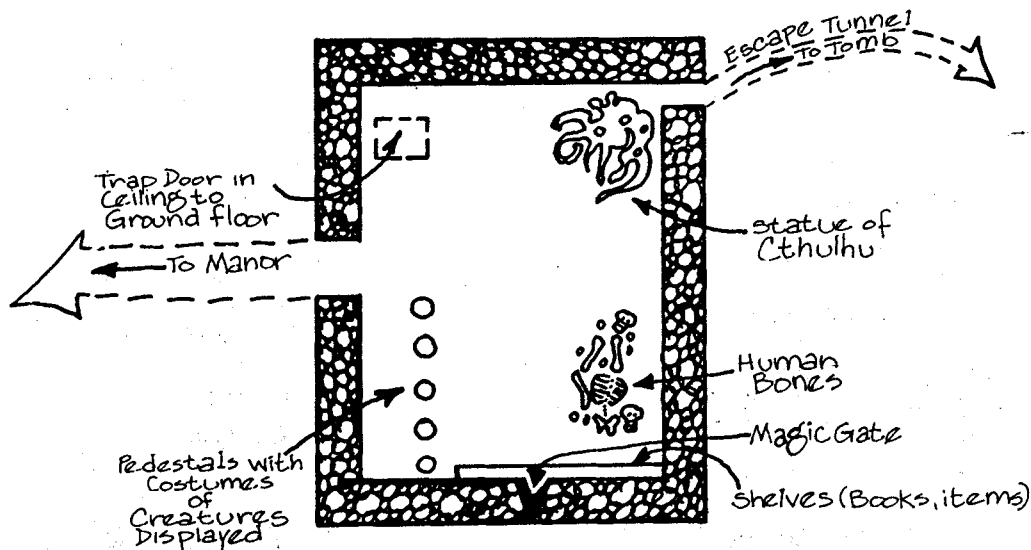 Escape Tunnel
To Tomb
Trap Door in
Ceiling to
Ground floor
To Manor
Statue of
Cthulhu
Human
Bones
Magic Gate
Shelves (Books, items)
Pedestals with
Costumes
of
Creatures
Displayed